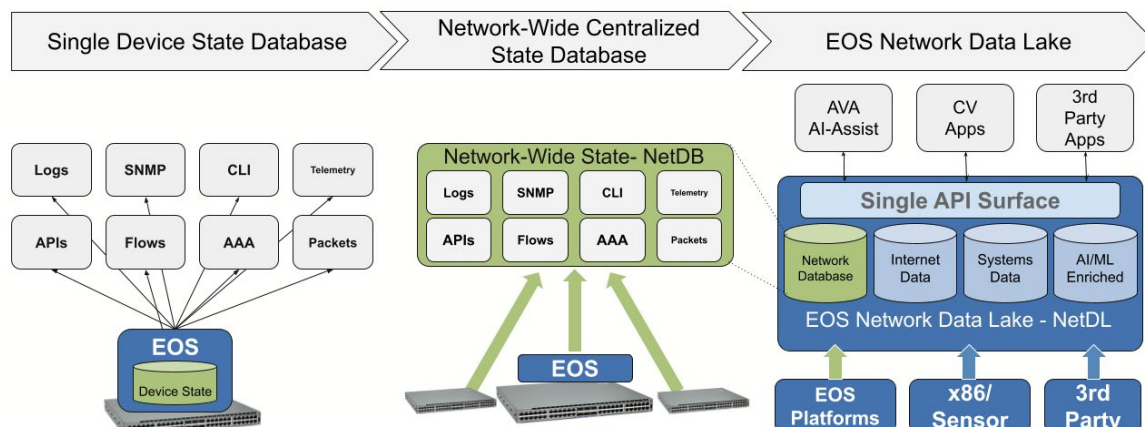 Single Device State Database
Network-Wide Centralized
State Database
EOS Network Data Lake
Logs
SNMP
CLI
Telemetry
APIs
Flows
AAA
Packets
EOS
Device State
Network-Wide State- NetDB
Logs
SNMP
CLI
Telemetry
APIs
Flows
AAA
Packets
EOS
AVA
AI-Assist
CV
Apps
3rd
Party
Apps
Single API Surface
Network
Database
Internet
Data
Systems
Data
AI/ML
Enriched
EOS Network Data Lake - NetDL
EOS
Platforms
x86/
Sensor
3rd
Party